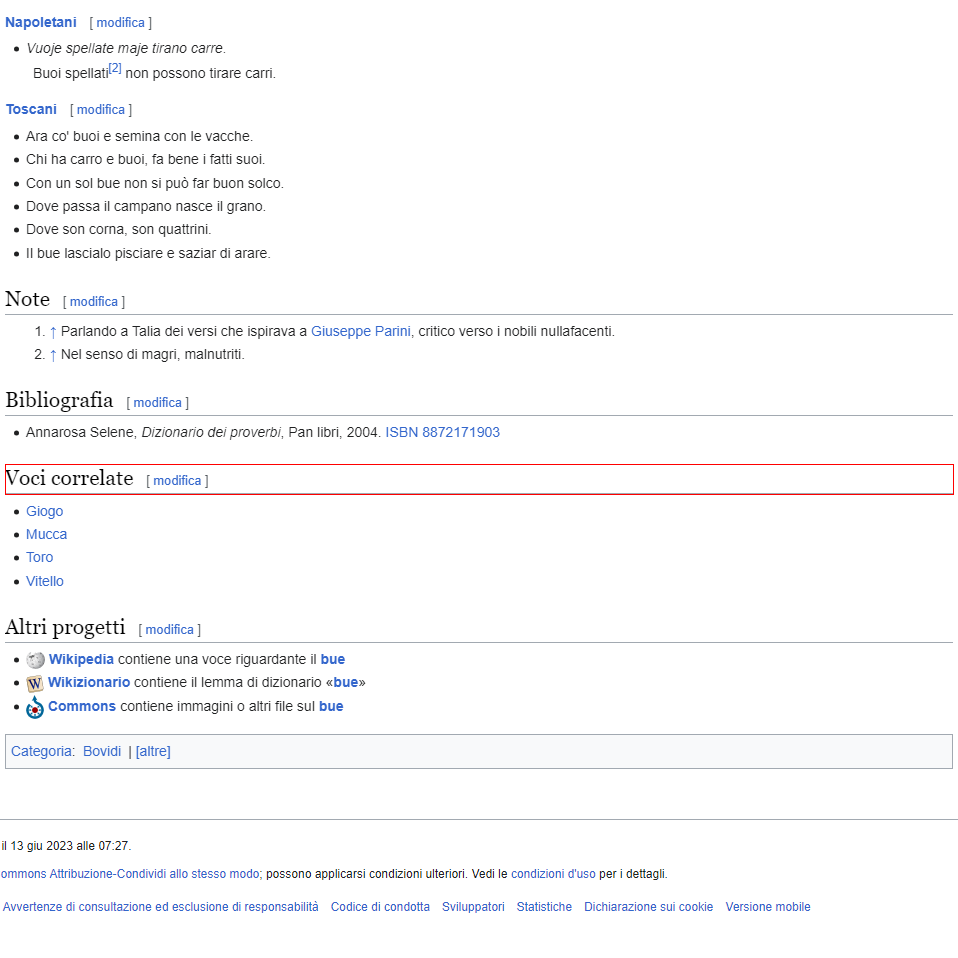 Napoletani [ modifica ]
Vuoje spellate maje tirano carre.
Buoi spellati[2] non possono tirare carri.
Toscani [ modifica ]
Ara co' buoi e semina con le vacche.
Chi ha carro e buoi, fa bene i fatti suoi.
Con un sol bue non si può far buon solco.
Dove passa il campano nasce il grano.
Dove son corna, son quattrini.
Il bue lascialo pisciare e saziar di arare.
Note [ modifica ]
1. ↑ Parlando a Talia dei versi che ispirava a Giuseppe Parini, critico verso i nobili nullafacenti.
2. ↑ Nel senso di magri, malnutriti.
Bibliografia [ modifica ]
Annarosa Selene, Dizionario dei proverbi, Pan libri, 2004. ISBN 8872171903
Voci correlate [ modifica ]
Giogo
Mucca
Toro
Vitello
Altri progetti [ modifica ]
Wikipedia contiene una voce riguardante il bue
Wikizionario contiene il lemma di dizionario «bue»
Commons contiene immagini o altri file sul bue
Categoria: Bovidi | [altre]
il 13 giu 2023 alle 07:27.
ommons Attribuzione-Condividi allo stesso modo; possono applicarsi condizioni ulteriori. Vedi le condizioni d'uso per i dettagli.
Avvertenze di consultazione ed esclusione di responsabilità Codice di condotta Sviluppatori Statistiche Dichiarazione sui cookie Versione mobile